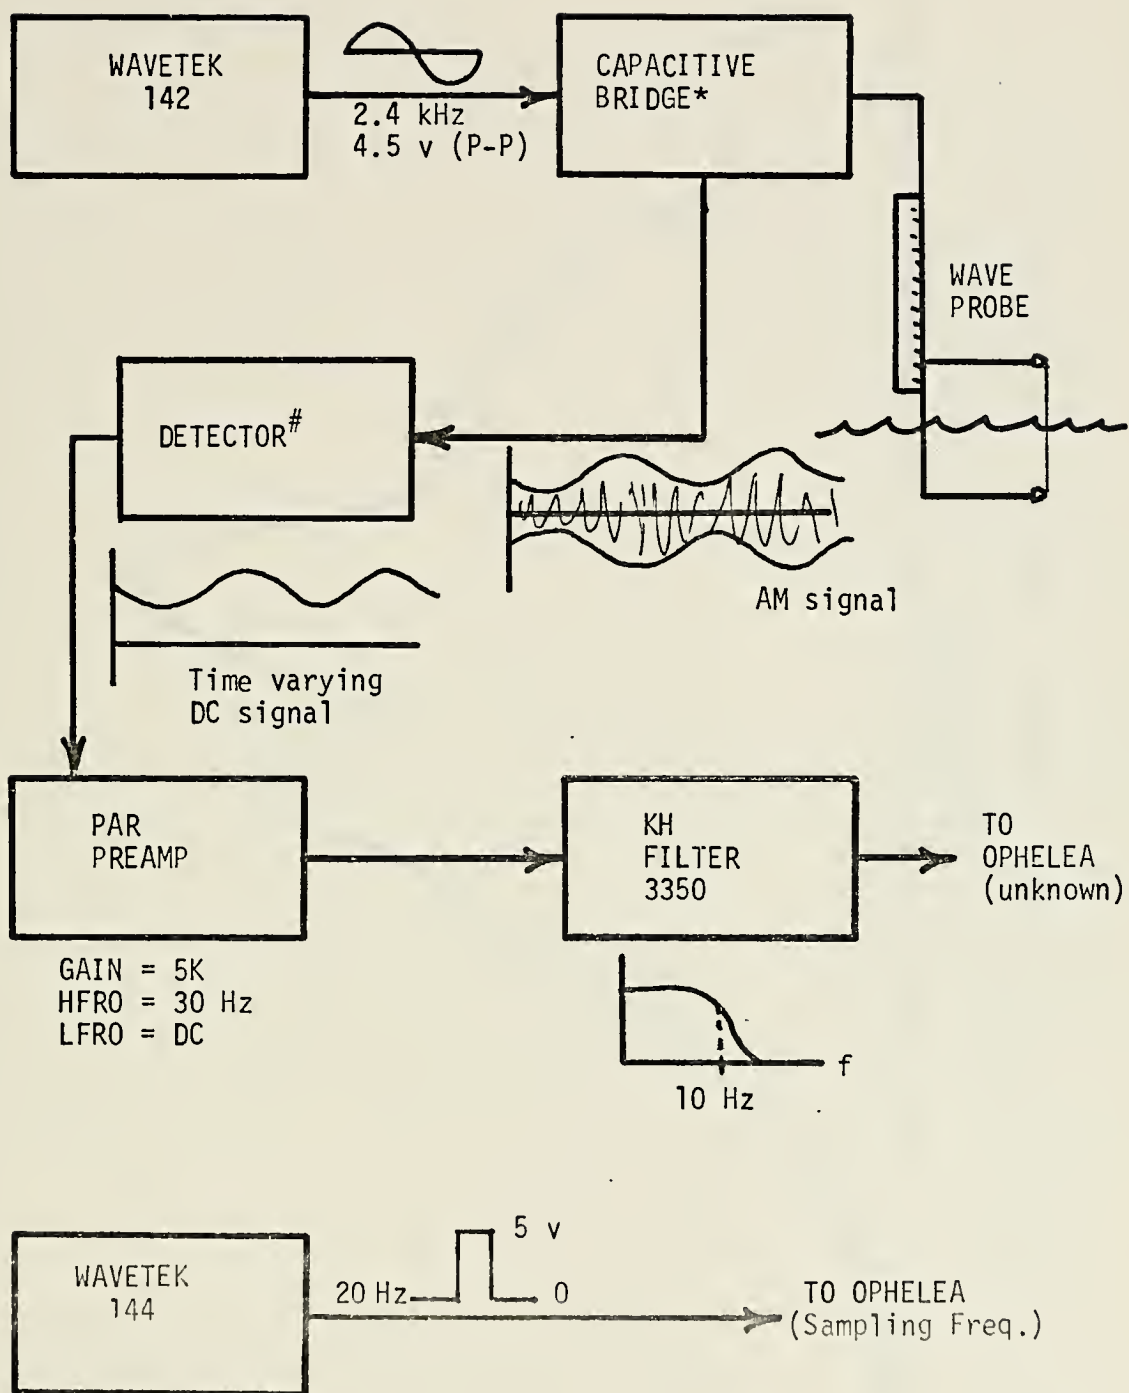 WAVETEK
142
2.4 kHz
4.5 v (P-P)
CAPACITIVE
BRIDGE*
WAVE
PROBE
DETECTOR#
AM signal
Time varying
DC signal
PAR
PREAMP
GAIN = 5K
HFRO = 30 Hz
LFRO = DC
KH
FILTER
3350
TO
OPHELEA
(unknown)
f
10 Hz
WAVETEK
144
5 v
20 Hz
0
TO OPHELEA
(Sampling Freq.)